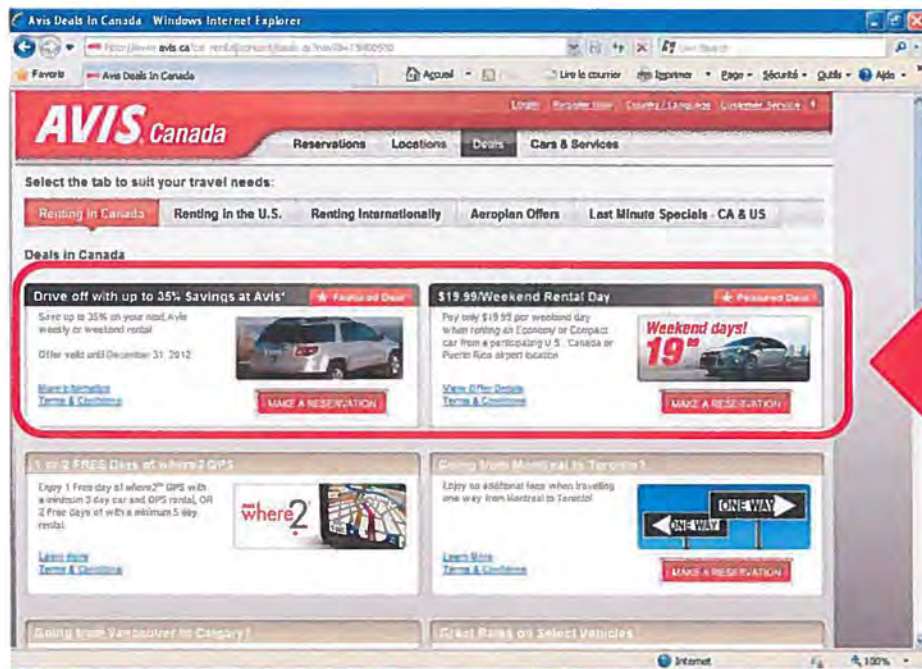 Avis Deals In Canada Windows Internet Explorer
avis.ca
Favoris Avis Deals In Canada Accueil Lire le courrier Imprimer Page Sécurité Outils Aide
Login Register Now Country/Language Customer Service
AVIS Canada
Reservations Locations Deals Cars & Services
Select the tab to suit your travel needs:
Renting in Canada Renting in the U.S. Renting Internationally Aeroplan Offers Last Minute Specials - CA & US
Deals in Canada
Drive off with up to 35% Savings at Avis* Featured Deal
Save up to 35% on your next Avis
weekly or weekend rental
Offer valid until December 31, 2012
Terms & Conditions
MAKE A RESERVATION
$19.99/Weekend Rental Day Featured Deal
Pay only $19.99 per weekend day
when renting an Economy or Compact
car from a participating U.S., Canada or
Puerto Rico airport location
Weekend days!
19 99
View Offer Details
Terms & Conditions
MAKE A RESERVATION
1 or 2 FREE Days of where2 GPS
Enjoy 1 Free day of where2™ GPS with
a minimum 3 day car and GPS rental, OR
2 Free days of with a minimum 5 day
rental
where2
Learn more
Terms & Conditions
Going from Montreal to Toronto?
Enjoy no additional fees when travelling
one way from Montreal to Toronto!
ONE WAY
ONE WAY
Learn More
Terms & Conditions
MAKE A RESERVATION
Going from Vancouver to Calgary?
Great Rates on Select Vehicles
Internet 100%